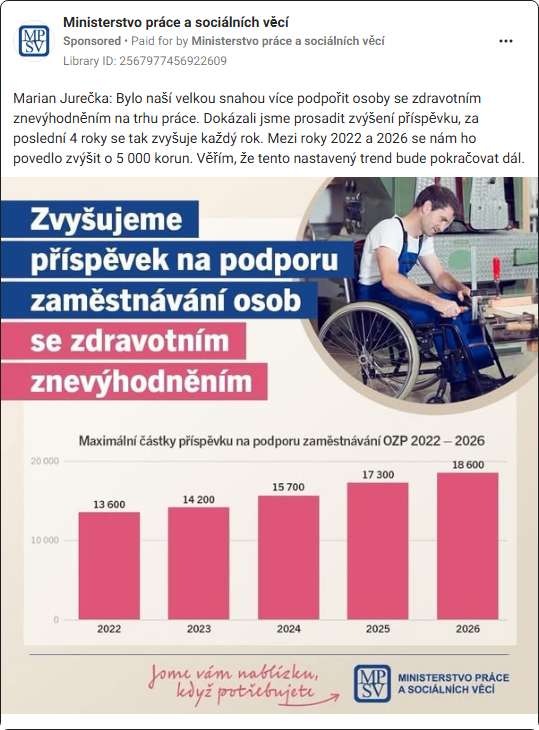 Ministerstvo práce a sociálních věcí
Sponsored • Paid for by Ministerstvo práce a sociálních věcí
Library ID: 2567977456922609
Marian Jurečka: Bylo naší velkou snahou více podpořit osoby se zdravotním
znevýhodněním na trhu práce. Dokázali jsme prosadit zvýšení příspěvku, za
poslední 4 roky se tak zvyšuje každý rok. Mezi roky 2022 a 2026 se nám ho
povedlo zvýšit o 5 000 korun. Věřím, že tento nastavený trend bude pokračovat dál.
Zvyšujeme
příspěvek na podporu
zaměstnávání osob
se zdravotním
znevýhodněním
Maximální částky příspěvku na podporu zaměstnávání OZP 2022 – 2026
20 000
10 000
0
13 600
14 200
15 700
17 300
18 600
2022
2023
2024
2025
2026
Jsme vám nablízku,
když potřebujete
MP
SV
MINISTERSTVO PRÁCE
A SOCIÁLNÍCH VĚCÍ